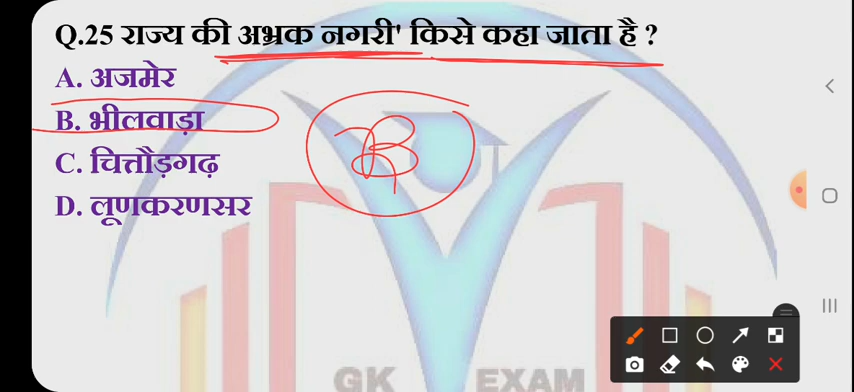 Q.25 राज्य की अभ्रक नगरी' किसे कहा जाता है ?
A. अजमेर
B. भीलवाड़ा
C. चित्तौड़गढ़
D. लूणकरणसर
B
GK EXAM